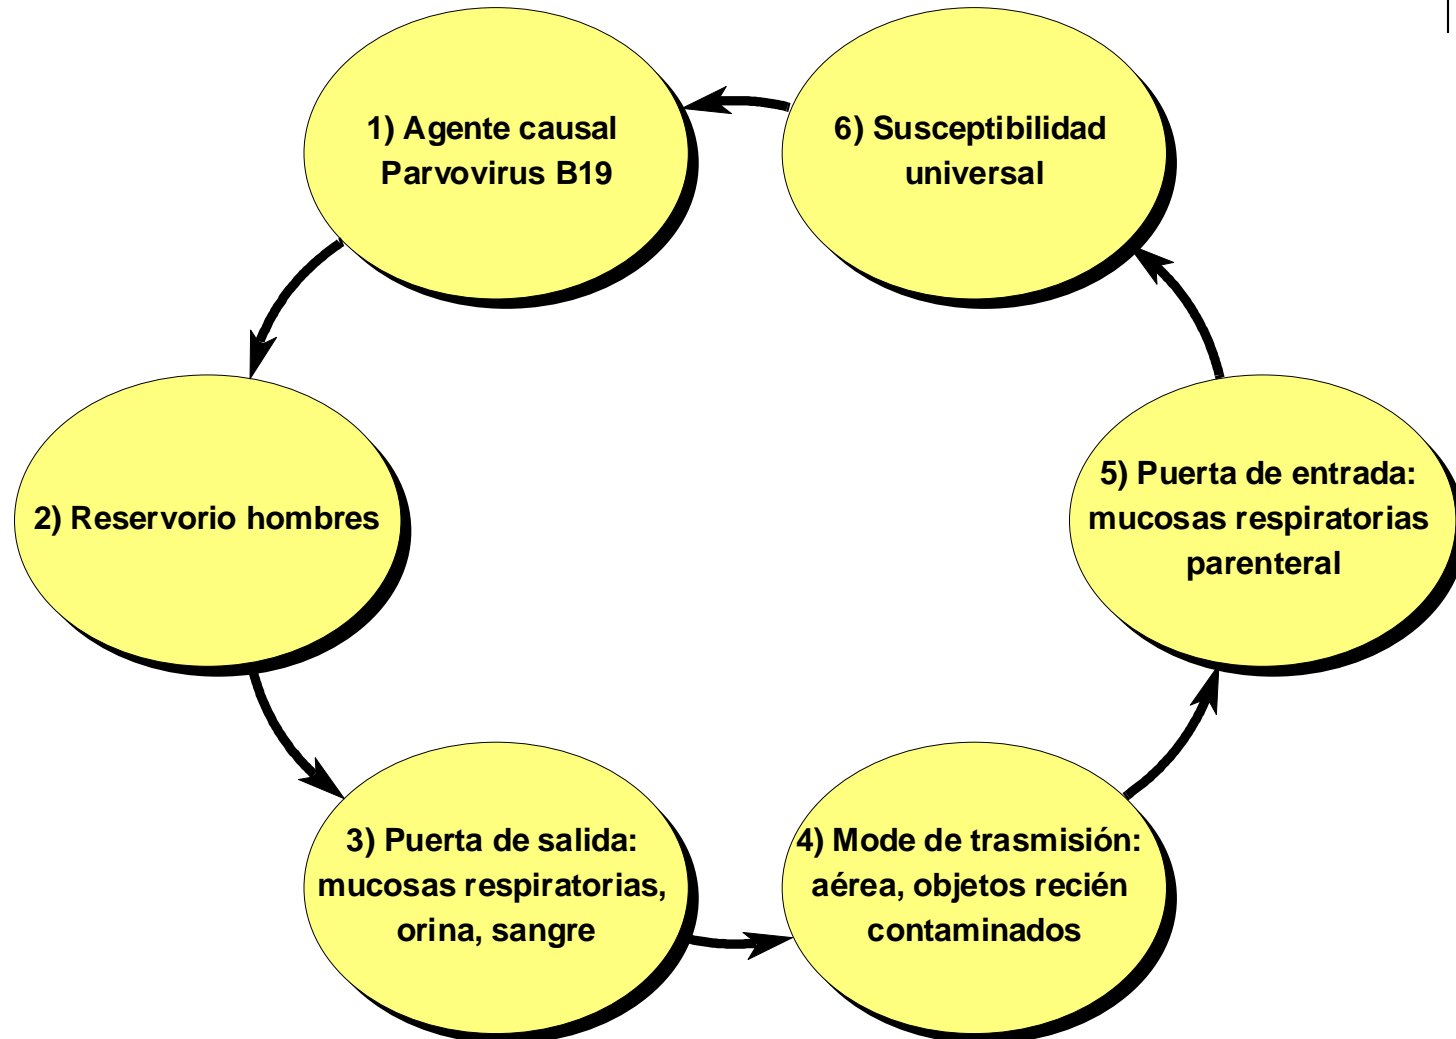 1) Agente causal
Parvovirus B19
2) Reservorio hombres
3) Puerta de salida:
mucosas respiratorias,
orina, sangre
4) Mode de trasmisión:
aérea, objetos recién
contaminados
5) Puerta de entrada:
mucosas respiratorias
parenteral
6) Susceptibilidad
universal